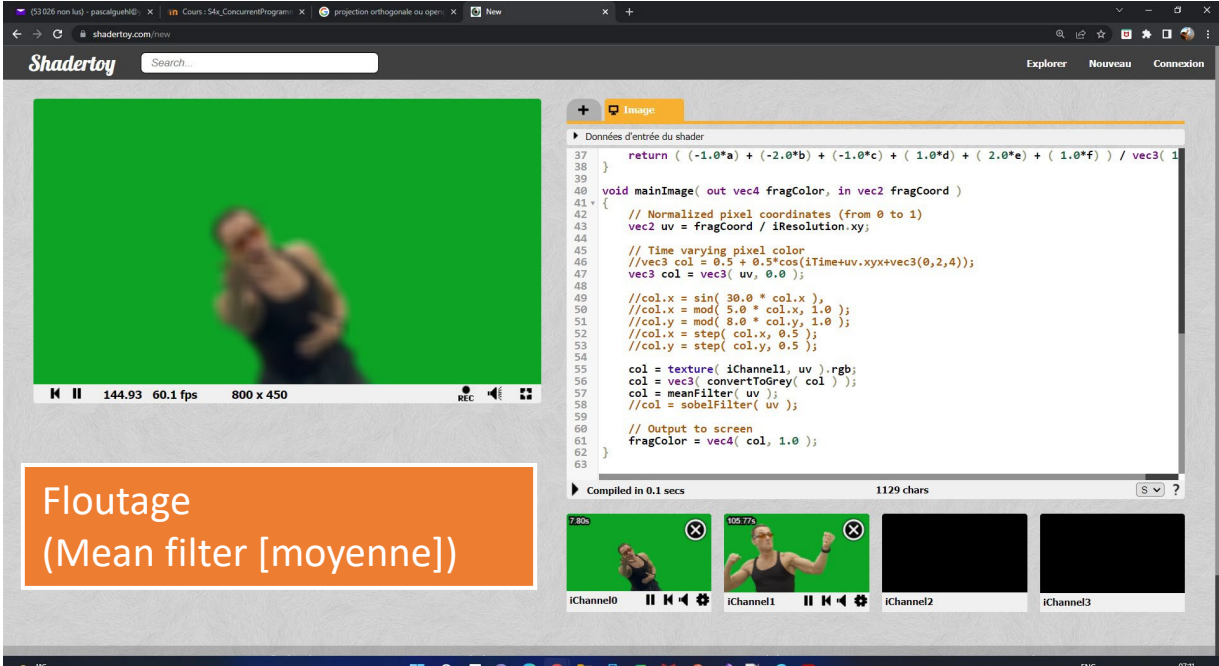 (53 026 non lus) - pascalguehl@
Cours : S4x_ConcurrentProgramm
projection orthogonale ou open
New
shadertoy.com/new
Shadertoy
Search...
Explorer Nouveau Connexion
Image
Données d'entrée du shader
37 return ( (-1.0*a) + (-2.0*b) + (-1.0*c) + ( 1.0*d) + ( 2.0*e) + ( 1.0*f) ) / vec3( 1
38 }
39
40 void mainImage( out vec4 fragColor, in vec2 fragCoord )
41 {
42 // Normalized pixel coordinates (from 0 to 1)
43 vec2 uv = fragCoord / iResolution.xy;
44
45 // Time varying pixel color
46 //vec3 col = 0.5 + 0.5*cos(iTime+uv.xyx+vec3(0,2,4));
47 vec3 col = vec3( uv, 0.0 );
48
49 //col.x = sin( 30.0 * col.x ),
50 //col.x = mod( 5.0 * col.x, 1.0 );
51 //col.y = mod( 8.0 * col.y, 1.0 );
52 //col.x = step( col.x, 0.5 );
53 //col.y = step( col.y, 0.5 );
54
55 col = texture( iChannel1, uv ).rgb;
56 col = vec3( convertToGrey( col ) );
57 col = meanFilter( uv );
58 //col = sobelFilter( uv );
59
60 // Output to screen
61 fragColor = vec4( col, 1.0 );
62 }
63
144.93 60.1 fps 800 x 450
REC
Compiled in 0.1 secs 1129 chars S ?
Floutage
(Mean filter [moyenne])
7.80s
105.77s
iChannel0
iChannel1
iChannel2
iChannel3